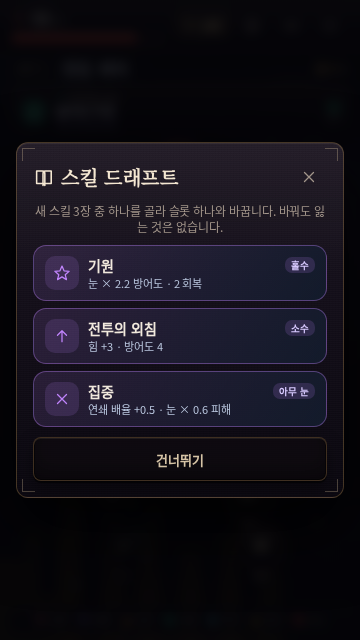 스킬 드래프트
새 스킬 3장 중 하나를 골라 슬롯 하나와 바꿉니다. 바꿔도 잃
는 것은 없습니다.
기원
홀수
눈 × 2.2 방어도 · 2 회복
전투의 외침
소수
힘 +3 · 방어도 4
집중
아무 눈
연쇄 배율 +0.5 · 눈 × 0.6 피해
건너뛰기